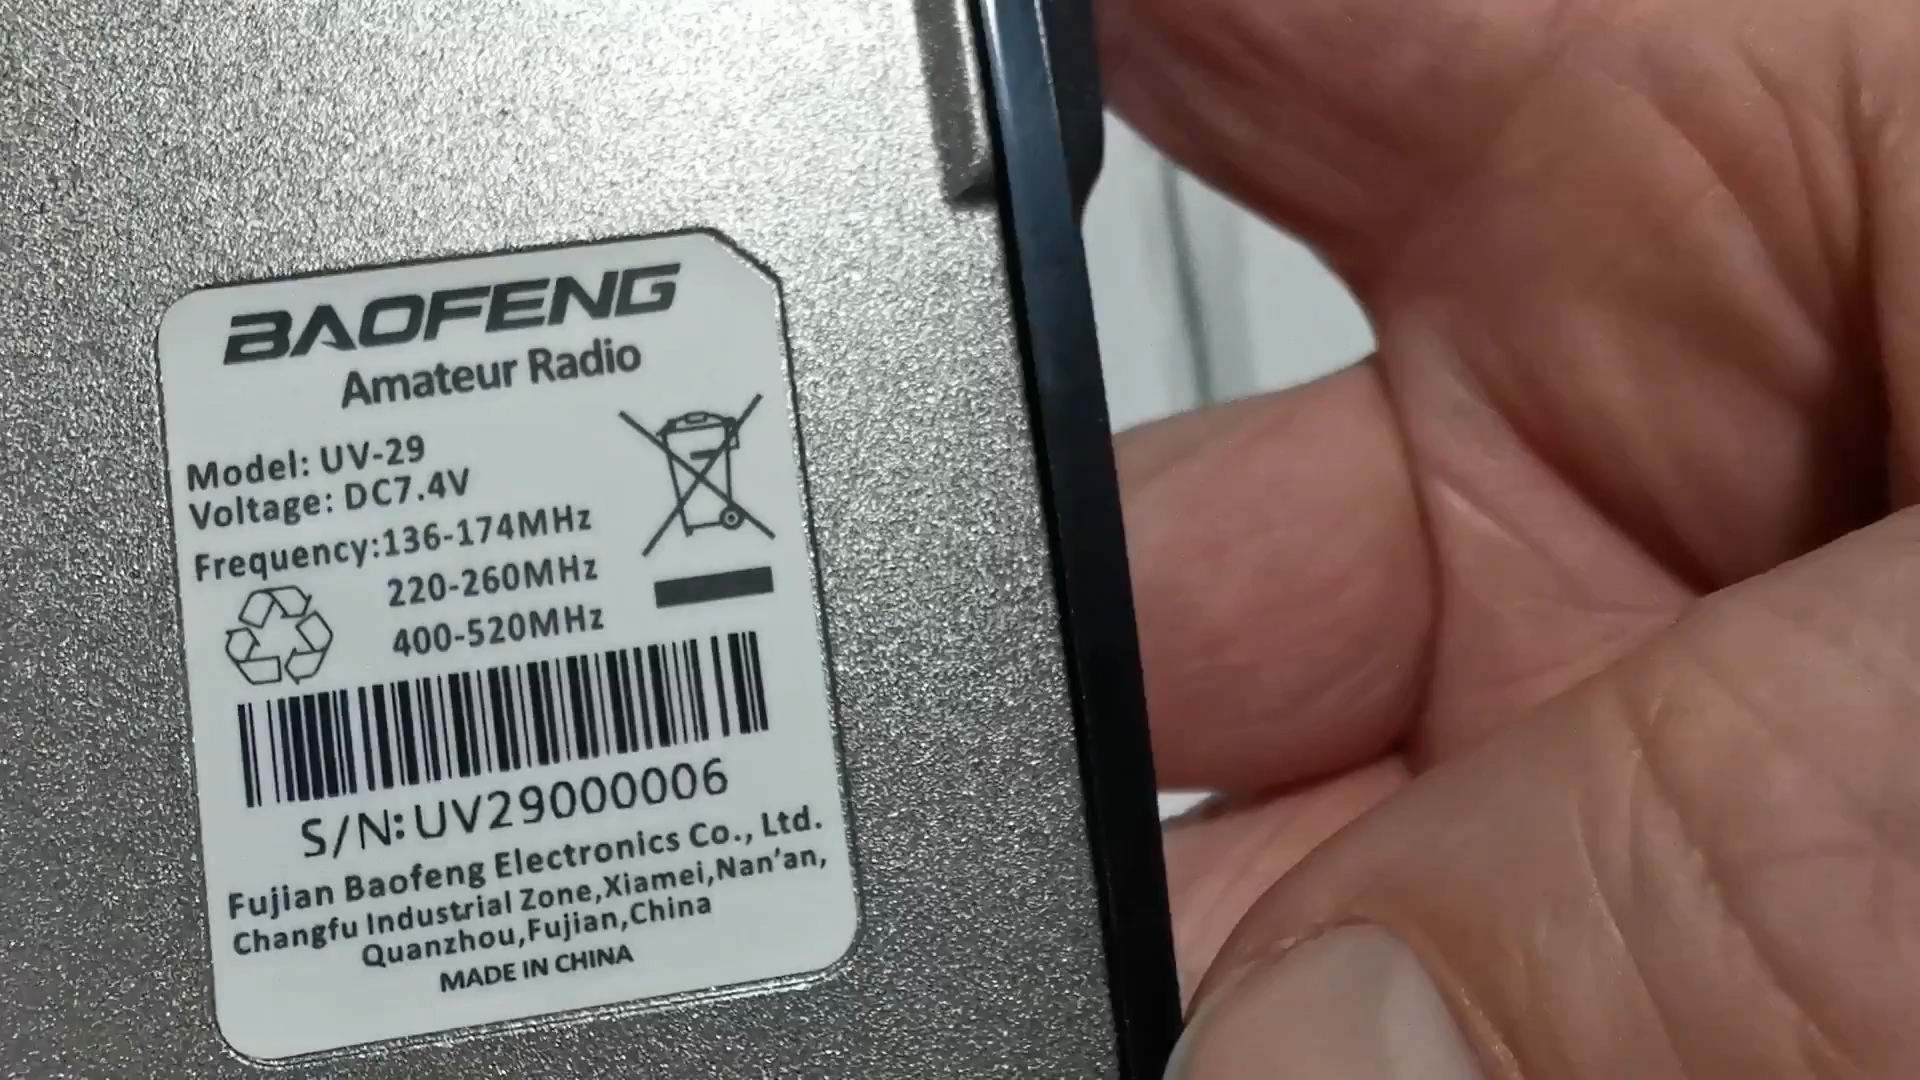 BAOFENG
Amateur Radio
Model: UV-29
Voltage: DC7.4V
Frequency:136-174MHz
220-260MHz
400-520MHz
S/N:UV29000006
Fujian Baofeng Electronics Co., Ltd.
Changfu Industrial Zone,Xiamei,Nan'an,
Quanzhou,Fujian,China
MADE IN CHINA